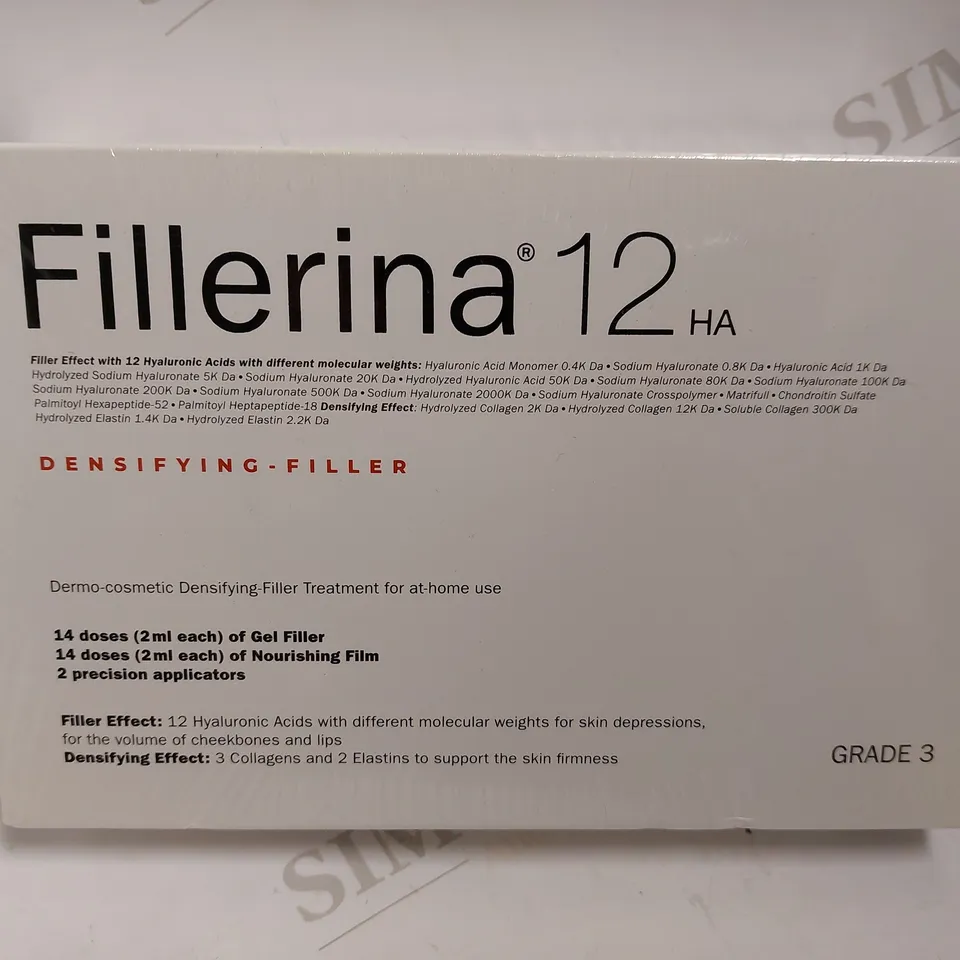 Fillerina® 12 HA
Filler Effect with 12 Hyaluronic Acids with different molecular weights: Hyaluronic Acid Monomer 0.4K Da • Sodium Hyaluronate 0.8K Da • Hyaluronic Acid 1K Da
Hydrolyzed Sodium Hyaluronate 5K Da • Sodium Hyaluronate 20K Da • Hydrolyzed Hyaluronic Acid 50K Da • Sodium Hyaluronate 80K Da • Sodium Hyaluronate 100K Da
Sodium Hyaluronate 200K Da • Sodium Hyaluronate 500K Da • Sodium Hyaluronate 2000K Da • Sodium Hyaluronate Crosspolymer • Matrifull • Chondroitin Sulfate
Palmitoyl Hexapeptide-52 • Palmitoyl Heptapeptide-18 Densifying Effect: Hydrolyzed Collagen 2K Da • Hydrolyzed Collagen 12K Da • Soluble Collagen 300K Da
Hydrolyzed Elastin 1.4K Da • Hydrolyzed Elastin 2.2K Da
DENSIFYING-FILLER
Dermo-cosmetic Densifying-Filler Treatment for at-home use
14 doses (2ml each) of Gel Filler
14 doses (2ml each) of Nourishing Film
2 precision applicators
Filler Effect: 12 Hyaluronic Acids with different molecular weights for skin depressions,
for the volume of cheekbones and lips
Densifying Effect: 3 Collagens and 2 Elastins to support the skin firmness
GRADE 3